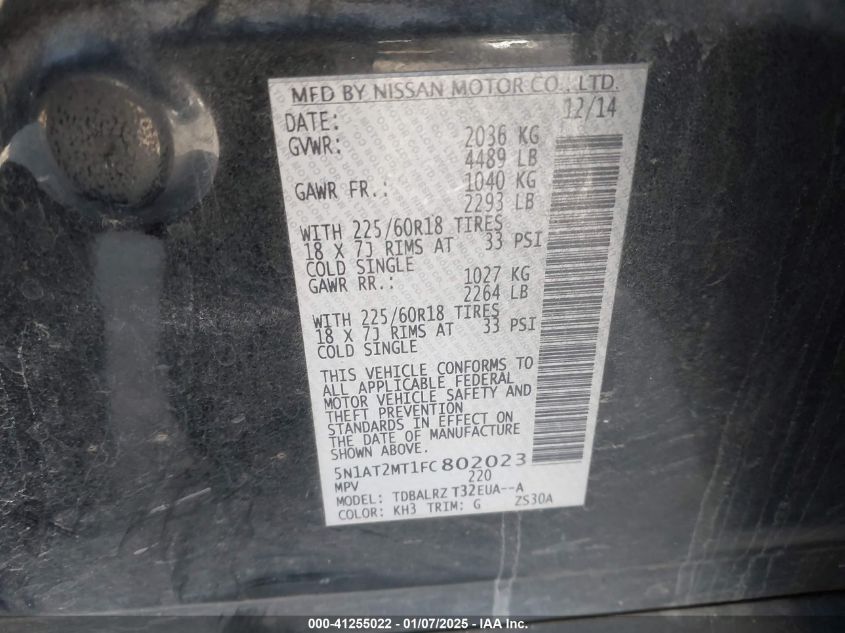 MFD BY NISSAN MOTOR CO., LTD.
DATE: 12/14
GVWR: 2036 KG
4489 LB
GAWR FR.: 1040 KG
2293 LB
WITH 225/60R18 TIRES
18 X 7J RIMS AT 33 PSI
COLD SINGLE
GAWR RR.: 1027 KG
2264 LB
WITH 225/60R18 TIRES
18 X 7J RIMS AT 33 PSI
COLD SINGLE
THIS VEHICLE CONFORMS TO
ALL APPLICABLE FEDERAL
MOTOR VEHICLE SAFETY AND
THEFT PREVENTION
STANDARDS IN EFFECT ON
THE DATE OF MANUFACTURE
SHOWN ABOVE.
5N1AT2MT1FC802023
MPV 220
MODEL: TDBALRZ T32EUA--A
COLOR: KH3 TRIM: G ZS30A
000-41255022 - 01/07/2025 - IAA Inc.